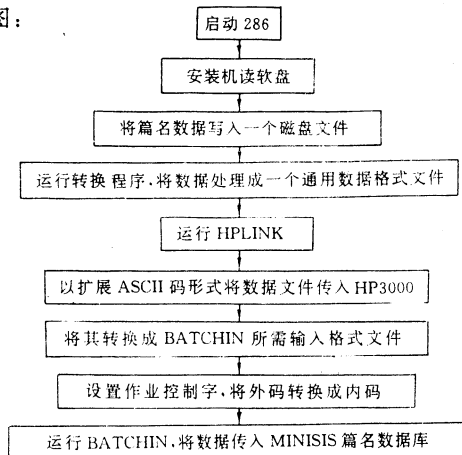 图：
启动 286
安装机读软盘
将篇名数据写入一个磁盘文件
运行转换程序，将数据处理成一个通用数据格式文件
运行 HPLINK
以扩展 ASCII 码形式将数据文件传入 HP3000
将其转换成 BATCHIN 所需输入格式文件
设置作业控制字，将外码转换成内码
运行 BATCHIN，将数据传入 MINISIS 篇名数据库